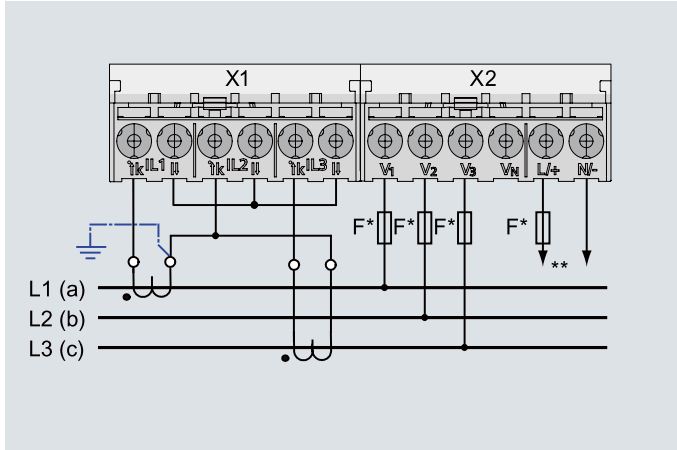 X1 X2
°k IL1 l↓ °k IL2 l↓ °k IL3 l↓ V1 V2 V3 VN L/+ N/-
F* F* F* F*
**
L1 (a)
L2 (b)
L3 (c)